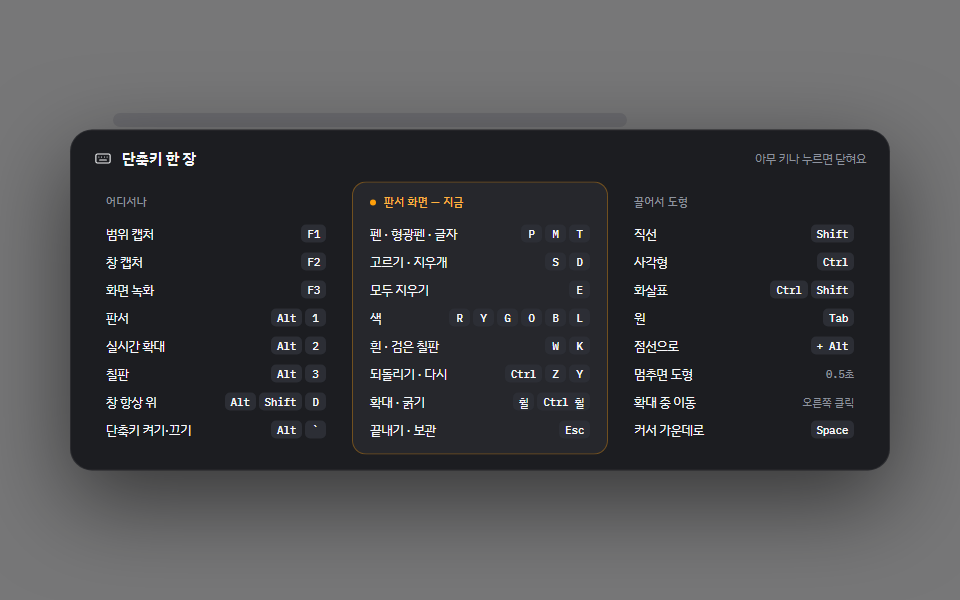 단축키 한 장
아무 키나 누르면 닫혀요
어디서나
범위 캡처 F1
창 캡처 F2
화면 녹화 F3
판서 Alt 1
실시간 확대 Alt 2
칠판 Alt 3
창 항상 위 Alt Shift D
단축키 켜기·끄기 Alt `
판서 화면 — 지금
펜 · 형광펜 · 글자 P M T
고르기 · 지우개 S D
모두 지우기 E
색 R Y G O B L
흰 · 검은 칠판 W K
되돌리기 · 다시 Ctrl Z Y
확대 · 굵기 휠 Ctrl 휠
끝내기 · 보관 Esc
끌어서 도형
직선 Shift
사각형 Ctrl
화살표 Ctrl Shift
원 Tab
점선으로 + Alt
멈추면 도형 0.5초
확대 중 이동 오른쪽 클릭
커서 가운데로 Space